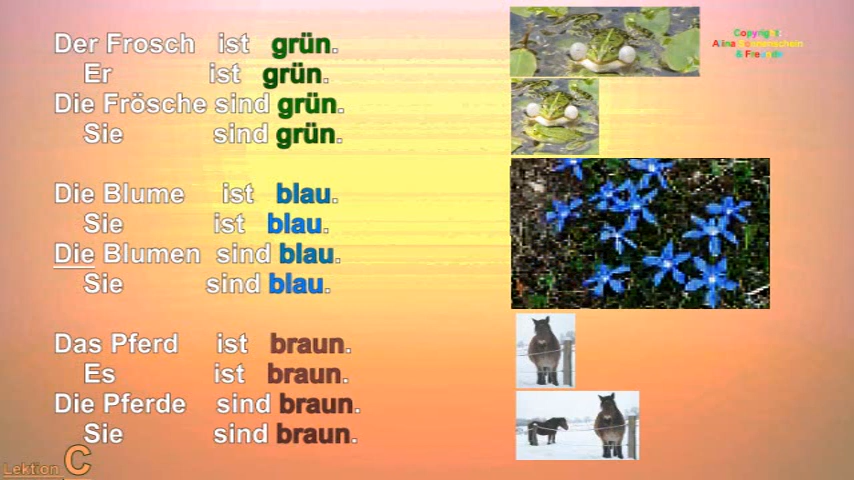 Der Frosch ist grün.
Er ist grün.
Die Frösche sind grün.
Sie sind grün.
Die Blume ist blau.
Sie ist blau.
Die Blumen sind blau.
Sie sind blau.
Das Pferd ist braun.
Es ist braun.
Die Pferde sind braun.
Sie sind braun.
Copyright:
Alina
& Freunde
Lektion C